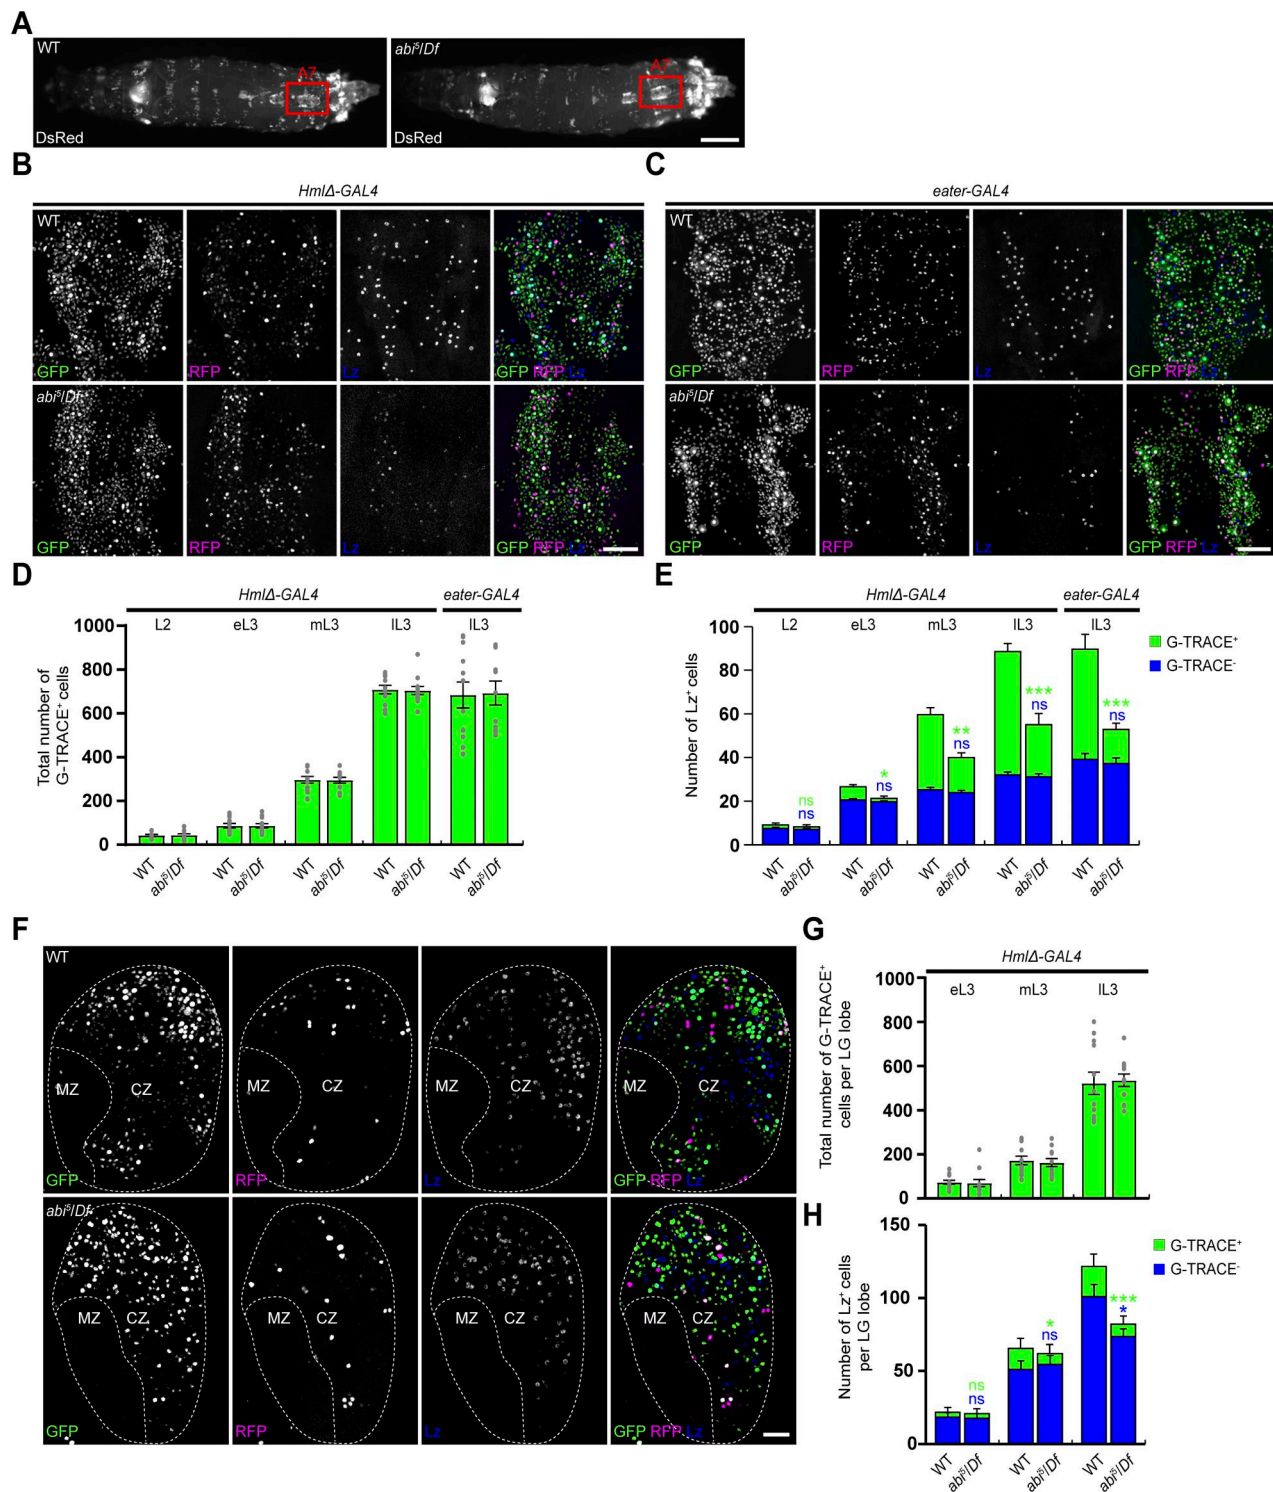 A
WT
A7
DsRed
abi⁵/Df
A7
DsRed
B
HmlΔ-GAL4
WT
GFP
RFP
Lz
GFP RFP Lz
abi⁵/Df
GFP
RFP
Lz
GFP RFP Lz
C
eater-GAL4
WT
GFP
RFP
Lz
GFP RFP Lz
abi⁵/Df
GFP
RFP
Lz
GFP RFP Lz
D
HmlΔ-GAL4
eater-GAL4
L2
eL3
mL3
lL3
lL3
Total number of
G-TRACE⁺ cells
1000
800
600
400
200
0
WT
abi⁵/Df
WT
abi⁵/Df
WT
abi⁵/Df
WT
abi⁵/Df
WT
abi⁵/Df
E
HmlΔ-GAL4
eater-GAL4
L2
eL3
mL3
lL3
lL3
G-TRACE⁺
G-TRACE⁻
Number of Lz⁺ cells
100
80
60
40
20
0
ns
ns
*
ns
**
ns
***
ns
***
ns
WT
abi⁵/Df
WT
abi⁵/Df
WT
abi⁵/Df
WT
abi⁵/Df
WT
abi⁵/Df
F
WT
MZ
CZ
GFP
MZ
CZ
RFP
MZ
CZ
Lz
MZ
CZ
GFP RFP Lz
abi⁵/Df
MZ
CZ
GFP
MZ
CZ
RFP
MZ
CZ
Lz
MZ
CZ
GFP RFP Lz
G
HmlΔ-GAL4
eL3
mL3
lL3
Total number of G-TRACE⁺
cells per LG lobe
1000
800
600
400
200
0
H
G-TRACE⁺
G-TRACE⁻
Number of Lz⁺ cells
per LG lobe
150
100
50
0
ns
ns
*
ns
***
*
WT
abi⁵/Df
WT
abi⁵/Df
WT
abi⁵/Df